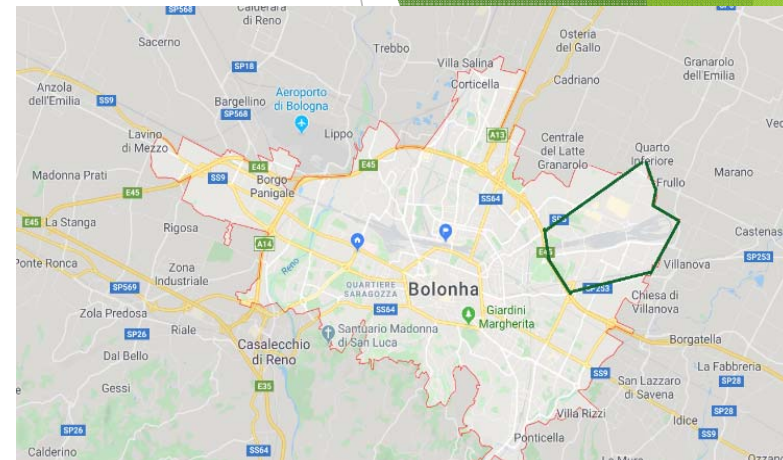 SP568
Calderara
di Reno
Osteria
del Gallo
Sacerno
Trebbo
Villa Salina
Granarolo
dell'Emilia
SP18
Corticella
Cadriano
Anzola
dell'Emilia
SS9
Bargellino
SP568
Aeroporto
di Bologna
Lippo
A13
Centrale
del Latte
Granarolo
Quarto
Inferiore
Lavino
di Mezzo
E45
E45
Frullo
Marano
Madonna Prati
SS9
Borgo
Panigale
SS64
E45
E45
La Stanga
Rigosa
A14
Reno
Castenas
SP253
Ponte Ronca
Zona
Industriale
QUARTIERE
SARAGOZZA
Bolonha
Villanova
SP569
SP253
Chiesa di
Villanova
Zola Predosa
SS64
Giardini
Margherita
SP26
Riale
Casalecchio
di Reno
Santuario Madonna
di San Luca
Borgatella
Dal Bello
La Fabbreria
Gessi
E35
SS9
San Lazzaro
di Savena
SP28
SP26
Villa Rizzi
Idice
SP28
Calderino
SS64
Ponticella